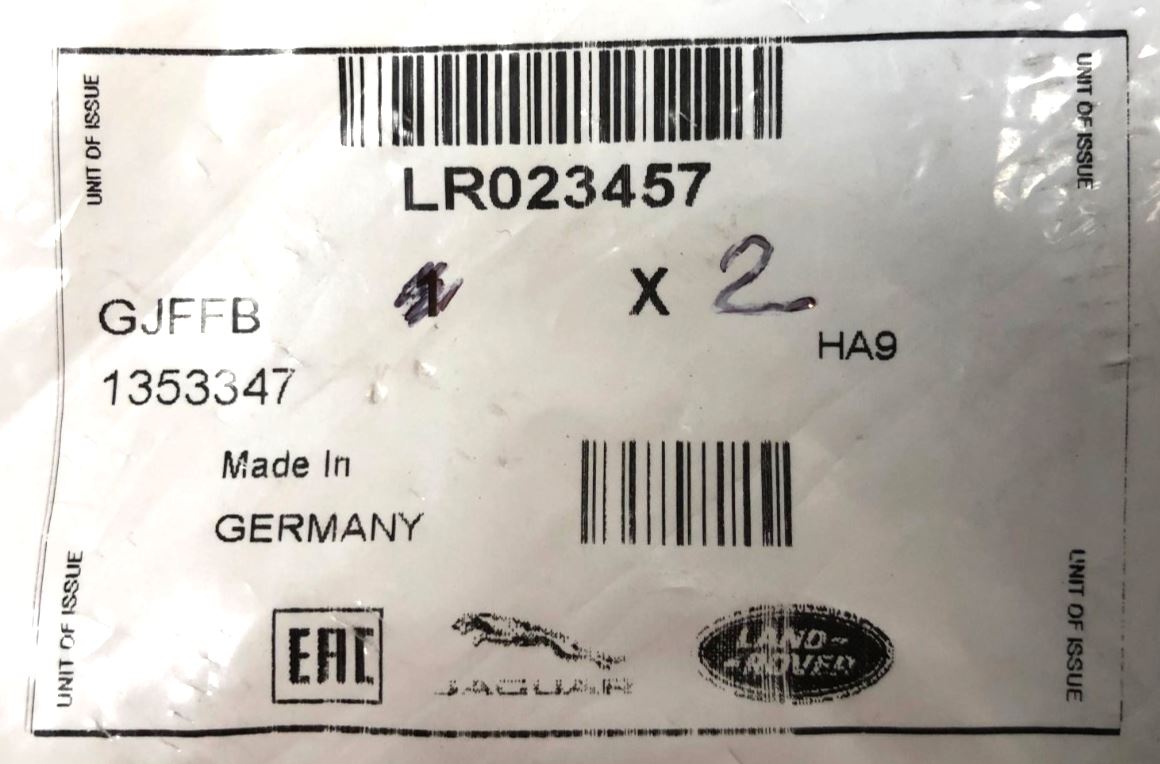 UNIT OF ISSUE
UNIT OF ISSUE
LR023457
1 X 2
GJFFB
HA9
1353347
Made In
GERMANY
UNIT OF ISSUE
UNIT OF ISSUE
EAC
JAGUAR
LAND-
-ROVER